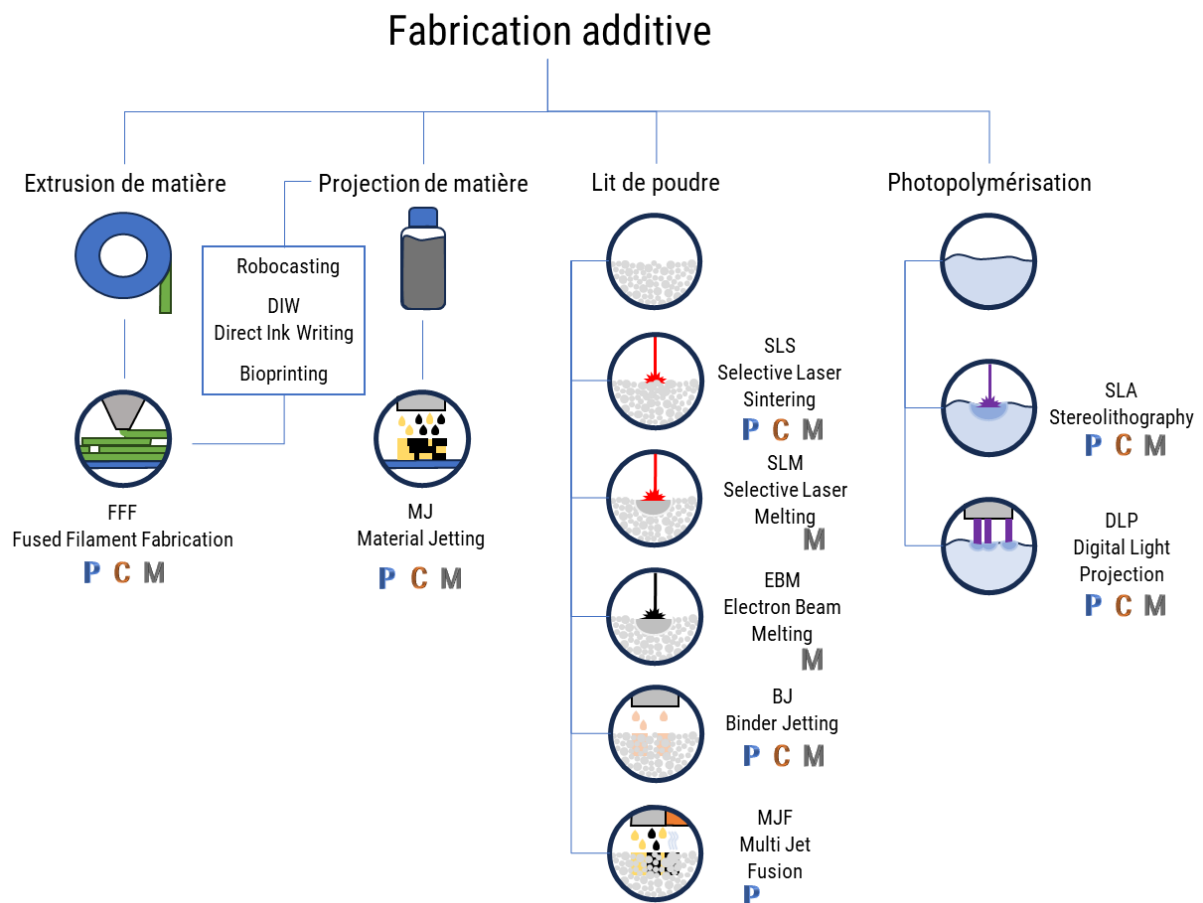 Fabrication additive
Extrusion de matière
Projection de matière
Lit de poudre
Photopolymérisation
Robocasting
DIW
Direct Ink Writing
Bioprinting
FFF
Fused Filament Fabrication
P C M
MJ
Material Jetting
P C M
SLS
Selective Laser
Sintering
P C M
SLM
Selective Laser
Melting
M
EBM
Electron Beam
Melting
M
BJ
Binder Jetting
P C M
MJF
Multi Jet
Fusion
P
SLA
Stereolithography
P C M
DLP
Digital Light
Projection
P C M